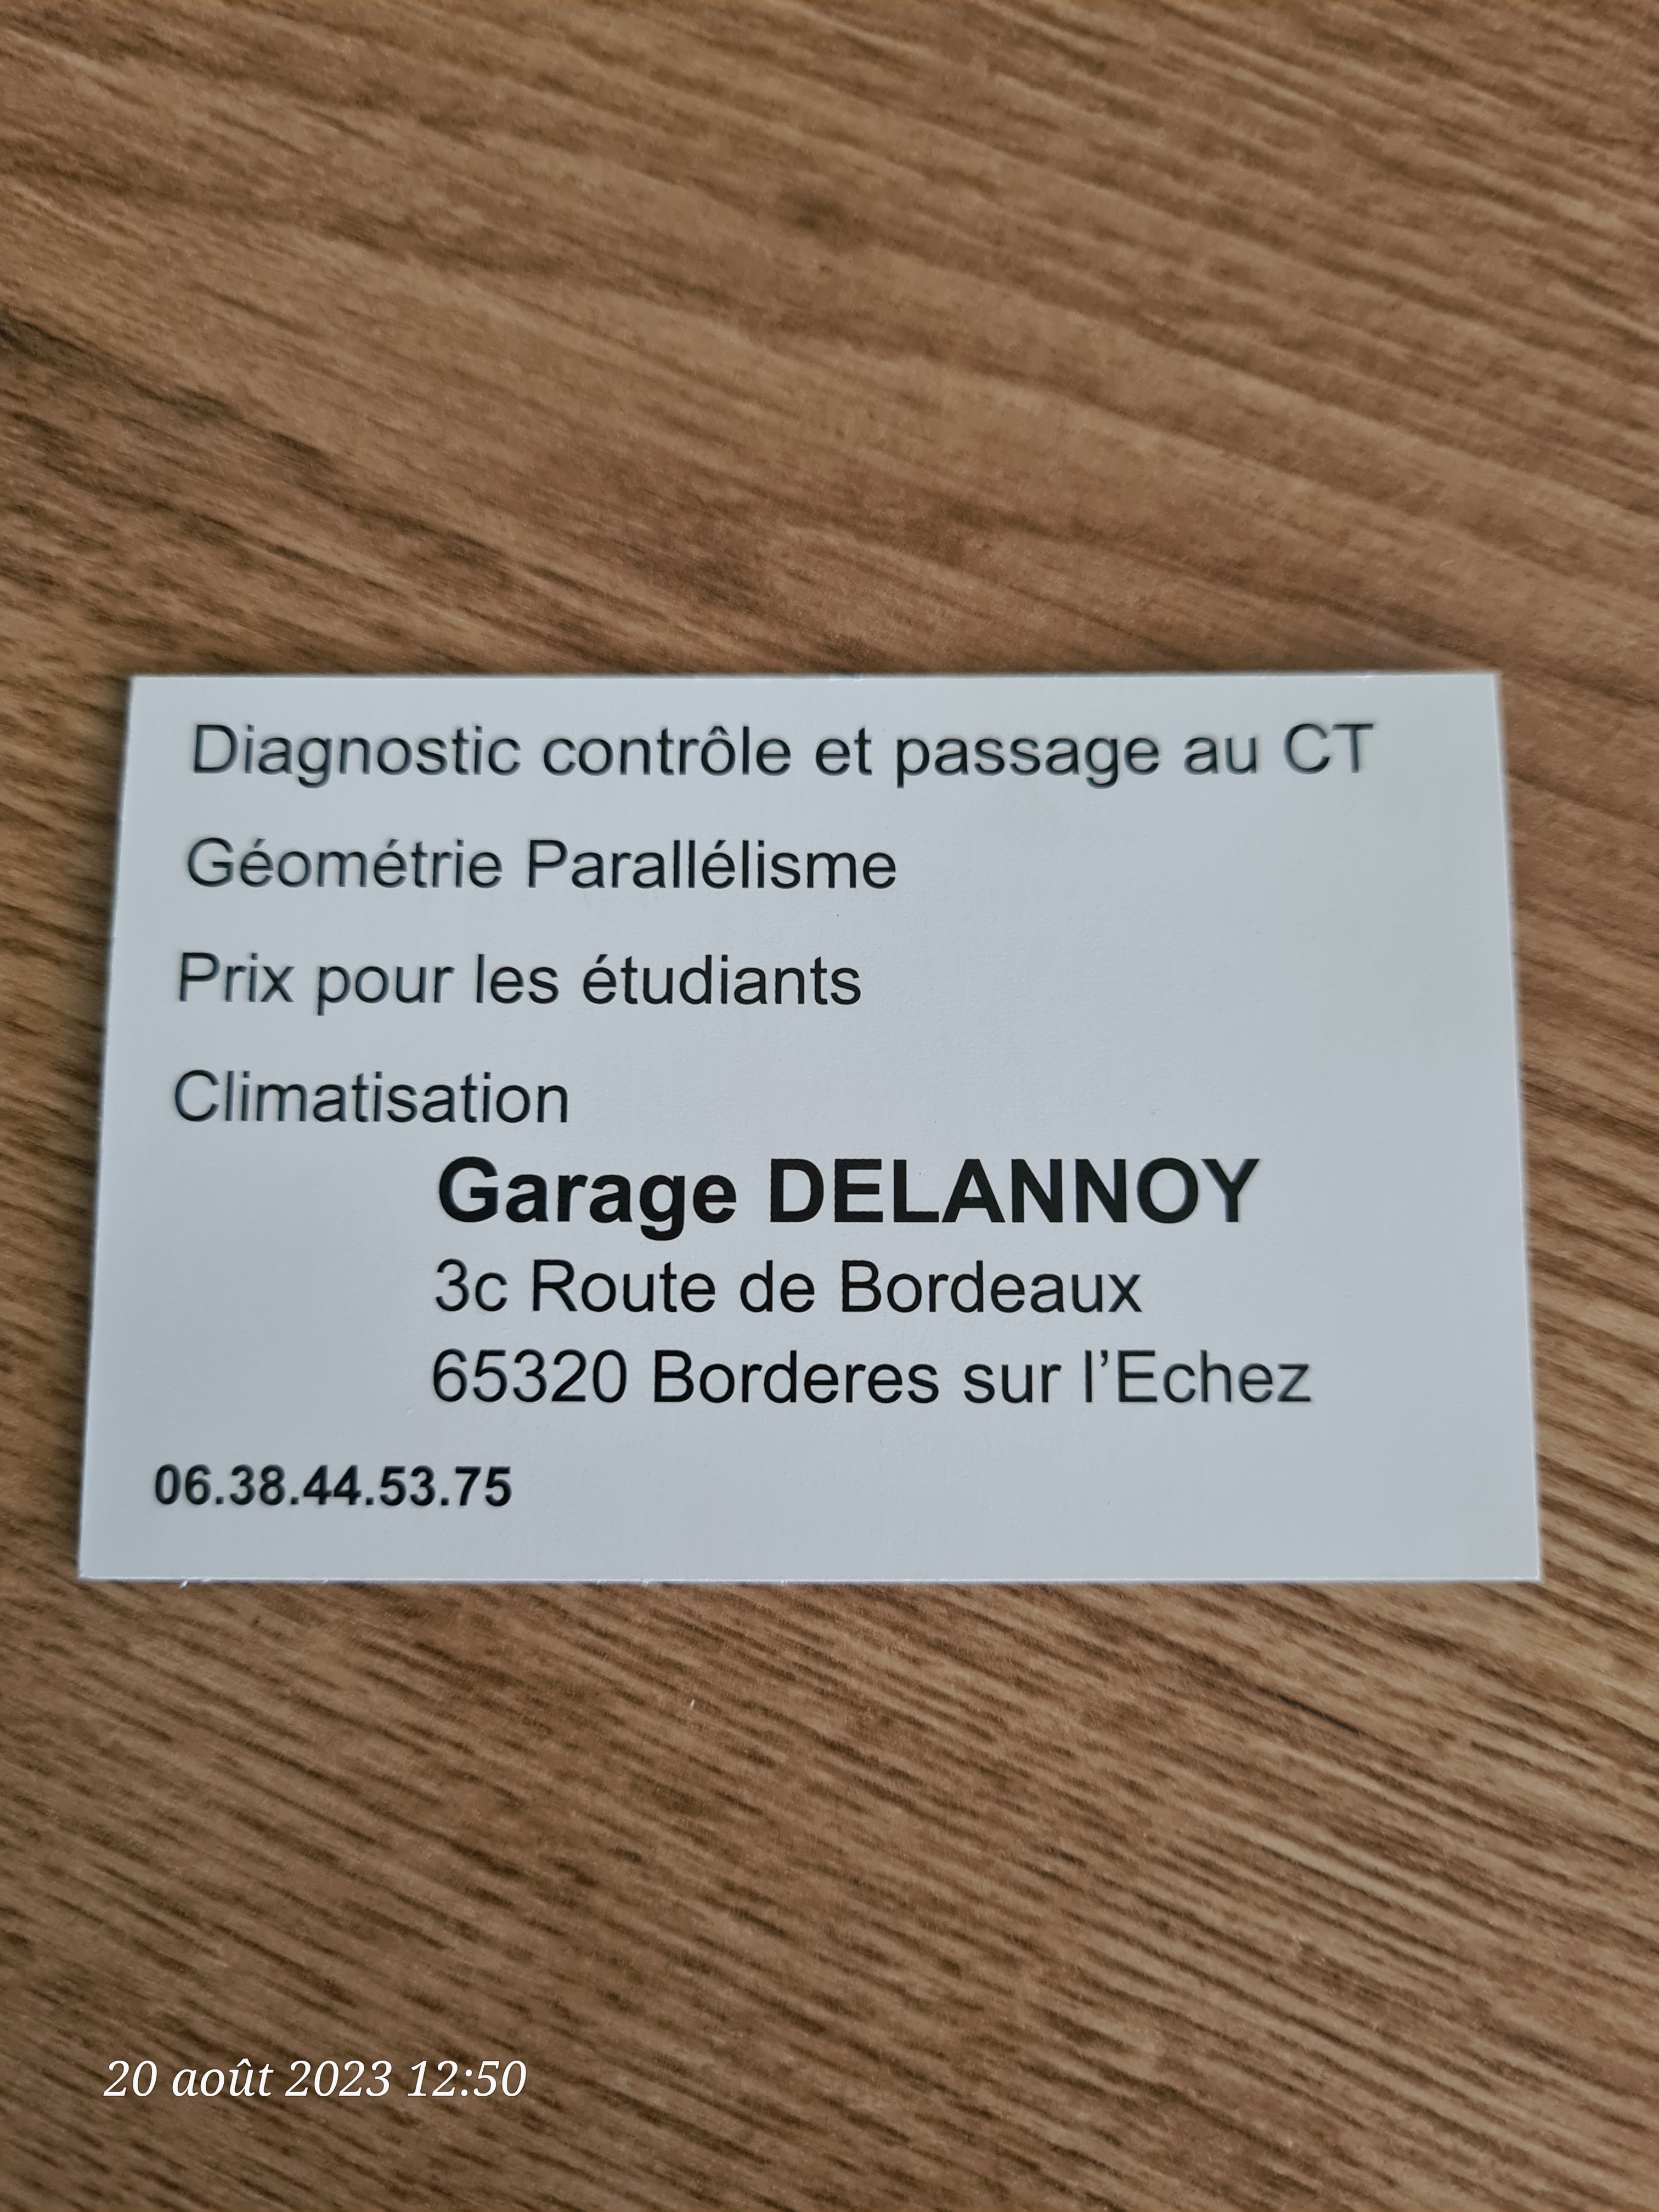 Diagnostic contrôle et passage au CT
Géométrie Parallélisme
Prix pour les étudiants
Climatisation
Garage DELANNOY
3c Route de Bordeaux
65320 Borderes sur l’Echez
06.38.44.53.75
20 août 2023 12:50